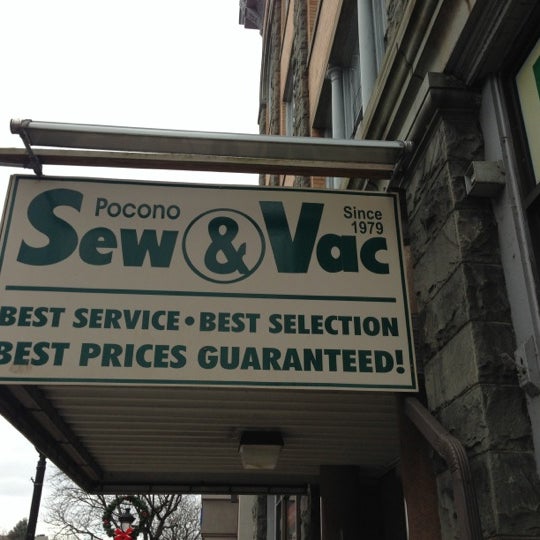 Pocono
Sew & Vac
Since
1979
BEST SERVICE • BEST SELECTION
BEST PRICES GUARANTEED!